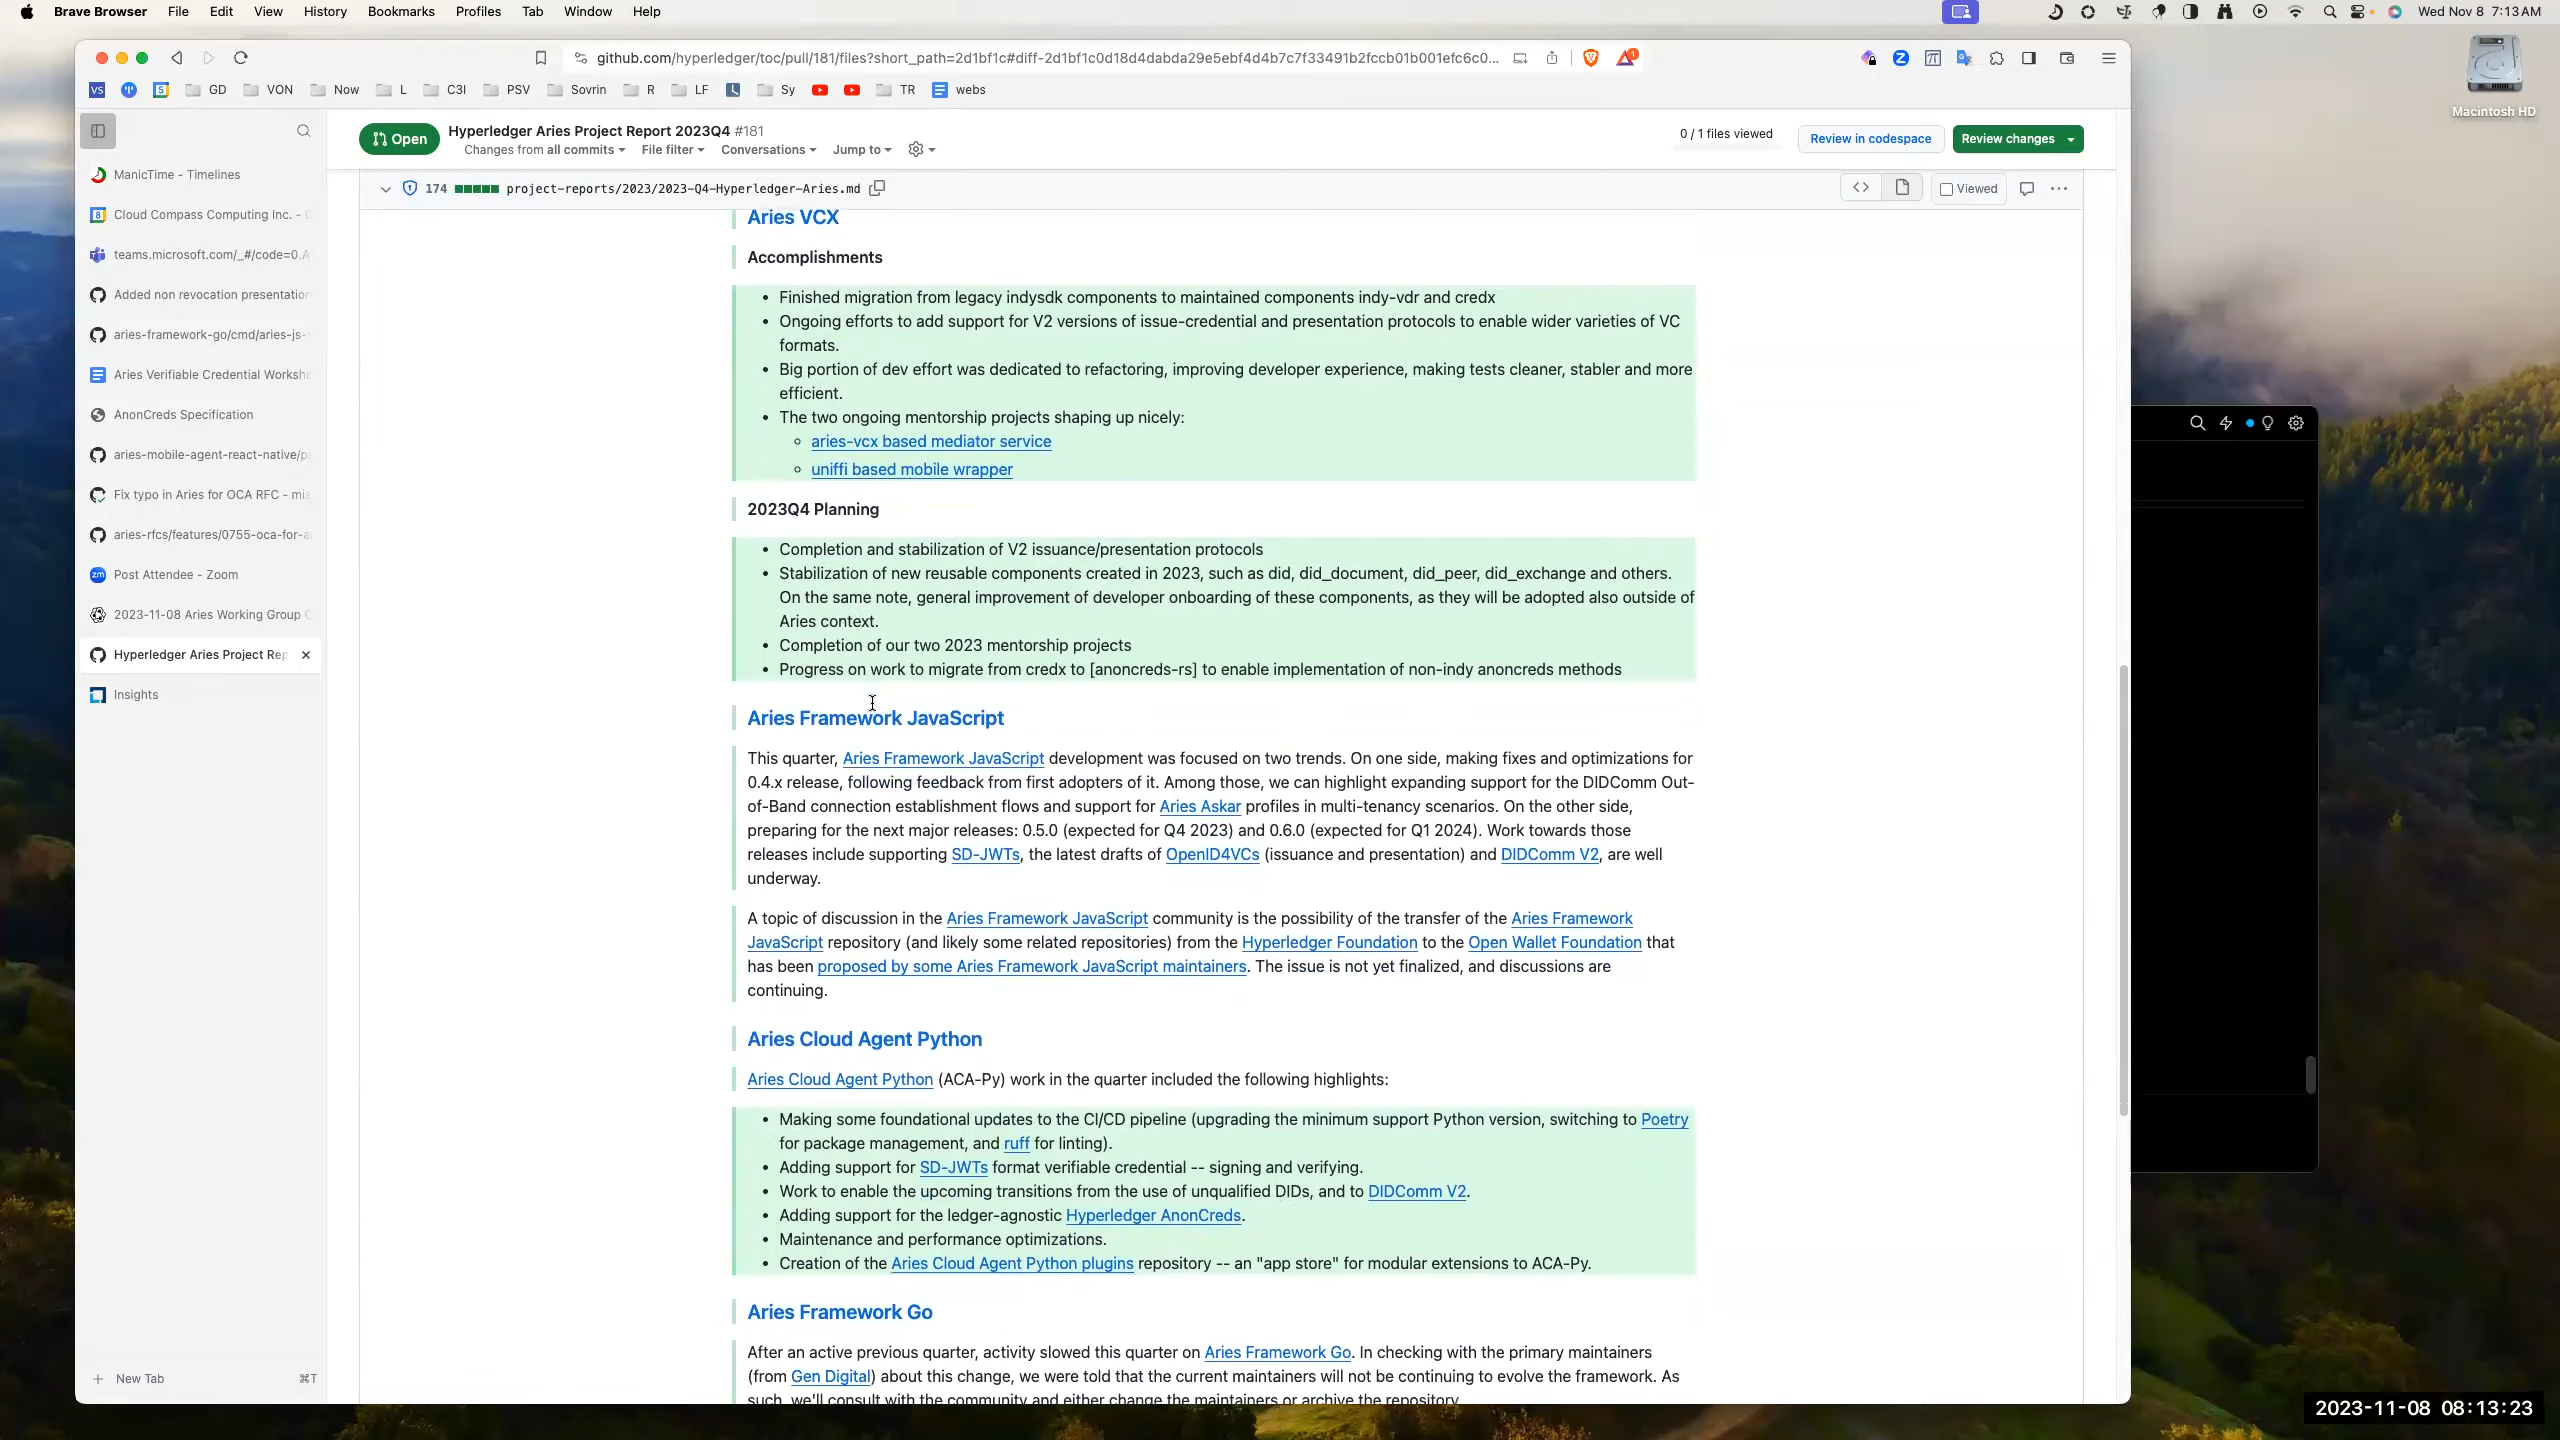 Brave Browser File Edit View History Bookmarks Profiles Tab Window Help
Wed Nov 8 7:13 AM
Macintosh HD
github.com/hyperledger/toc/pull/181/files?short_path=2d1bf1c#diff-2d1bf1c0d18d4dabda29e5ebf4d4b7c7f33491b2fccb01b001efc6c0...
1
VS 5 GD VON Now L C3I PSV Sovrin R LF Sy TR webs
ManicTime - Timelines
8 Cloud Compass Computing Inc. - C
teams.microsoft.com/_#/code=0.A
Added non revocation presentation
aries-framework-go/cmd/aries-js-
Aries Verifiable Credential Worksho
AnonCreds Specification
aries-mobile-agent-react-native/p
Fix typo in Aries for OCA RFC - mis
aries-rfcs/features/0755-oca-for-a
zm Post Attendee - Zoom
2023-11-08 Aries Working Group C
Hyperledger Aries Project Rep
Insights
New Tab ⌘T
Open
Hyperledger Aries Project Report 2023Q4 #181
Changes from all commits File filter Conversations Jump to
0 / 1 files viewed
Review in codespace
Review changes
174 project-reports/2023/2023-Q4-Hyperledger-Aries.md
Viewed
Aries VCX
Accomplishments
• Finished migration from legacy indysdk components to maintained components indy-vdr and credx
• Ongoing efforts to add support for V2 versions of issue-credential and presentation protocols to enable wider varieties of VC
formats.
• Big portion of dev effort was dedicated to refactoring, improving developer experience, making tests cleaner, stabler and more
efficient.
• The two ongoing mentorship projects shaping up nicely:
◦ aries-vcx based mediator service
◦ uniffi based mobile wrapper
2023Q4 Planning
• Completion and stabilization of V2 issuance/presentation protocols
• Stabilization of new reusable components created in 2023, such as did, did_document, did_peer, did_exchange and others.
On the same note, general improvement of developer onboarding of these components, as they will be adopted also outside of
Aries context.
• Completion of our two 2023 mentorship projects
• Progress on work to migrate from credx to [anoncreds-rs] to enable implementation of non-indy anoncreds methods
Aries Framework JavaScript
This quarter, Aries Framework JavaScript development was focused on two trends. On one side, making fixes and optimizations for
0.4.x release, following feedback from first adopters of it. Among those, we can highlight expanding support for the DIDComm Out-
of-Band connection establishment flows and support for Aries Askar profiles in multi-tenancy scenarios. On the other side,
preparing for the next major releases: 0.5.0 (expected for Q4 2023) and 0.6.0 (expected for Q1 2024). Work towards those
releases include supporting SD-JWTs, the latest drafts of OpenID4VCs (issuance and presentation) and DIDComm V2, are well
underway.
A topic of discussion in the Aries Framework JavaScript community is the possibility of the transfer of the Aries Framework
JavaScript repository (and likely some related repositories) from the Hyperledger Foundation to the Open Wallet Foundation that
has been proposed by some Aries Framework JavaScript maintainers. The issue is not yet finalized, and discussions are
continuing.
Aries Cloud Agent Python
Aries Cloud Agent Python (ACA-Py) work in the quarter included the following highlights:
• Making some foundational updates to the CI/CD pipeline (upgrading the minimum support Python version, switching to Poetry
for package management, and ruff for linting).
• Adding support for SD-JWTs format verifiable credential -- signing and verifying.
• Work to enable the upcoming transitions from the use of unqualified DIDs, and to DIDComm V2.
• Adding support for the ledger-agnostic Hyperledger AnonCreds.
• Maintenance and performance optimizations.
• Creation of the Aries Cloud Agent Python plugins repository -- an "app store" for modular extensions to ACA-Py.
Aries Framework Go
After an active previous quarter, activity slowed this quarter on Aries Framework Go. In checking with the primary maintainers
(from Gen Digital) about this change, we were told that the current maintainers will not be continuing to evolve the framework. As
such, we'll consult with the community and either change the maintainers or archive the repository.
2023-11-08 08:13:23